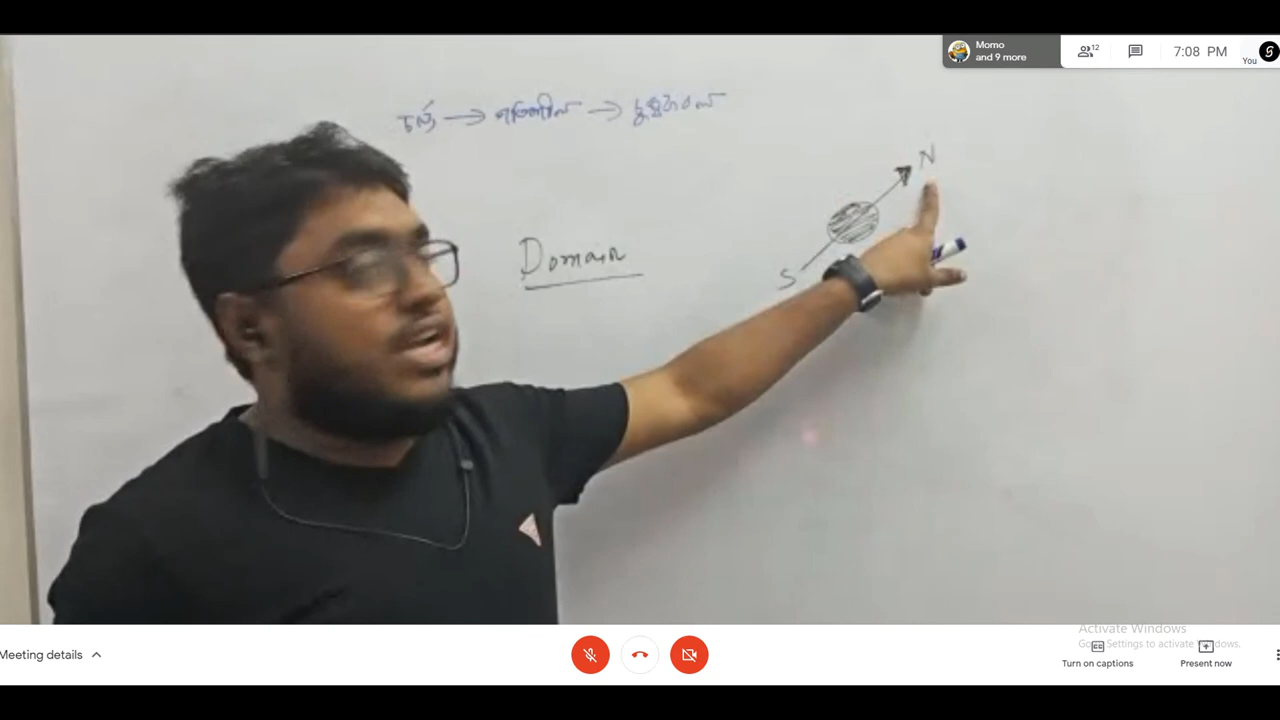 Momo
and 9 more
12
7:08 PM
You
Domain
N
S
Meeting details
Activate Windows
Go to Settings to activate Windows.
Turn on captions
Present now